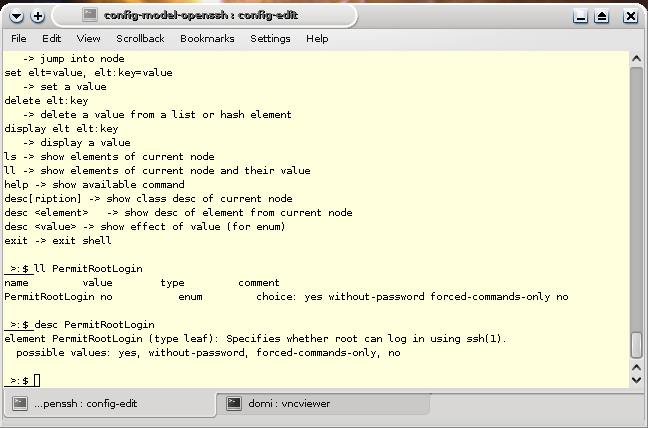 config-model-openssh : config-edit
File Edit View Scrollback Bookmarks Settings Help
-> jump into node
set elt=value, elt:key=value
-> set a value
delete elt:key
-> delete a value from a list or hash element
display elt elt:key
-> display a value
ls -> show elements of current node
ll -> show elements of current node and their value
help -> show available command
desc[ription] -> show class desc of current node
desc <element>   -> show desc of element from current node
desc <value> -> show effect of value (for enum)
exit -> exit shell
>:$ ll PermitRootLogin
name value type comment
PermitRootLogin no enum choice: yes without-password forced-commands-only no
>:$ desc PermitRootLogin
element PermitRootLogin (type leaf): Specifies whether root can log in using ssh(1).
possible values: yes, without-password, forced-commands-only, no
>:$
...penssh : config-edit
domi : vncviewer